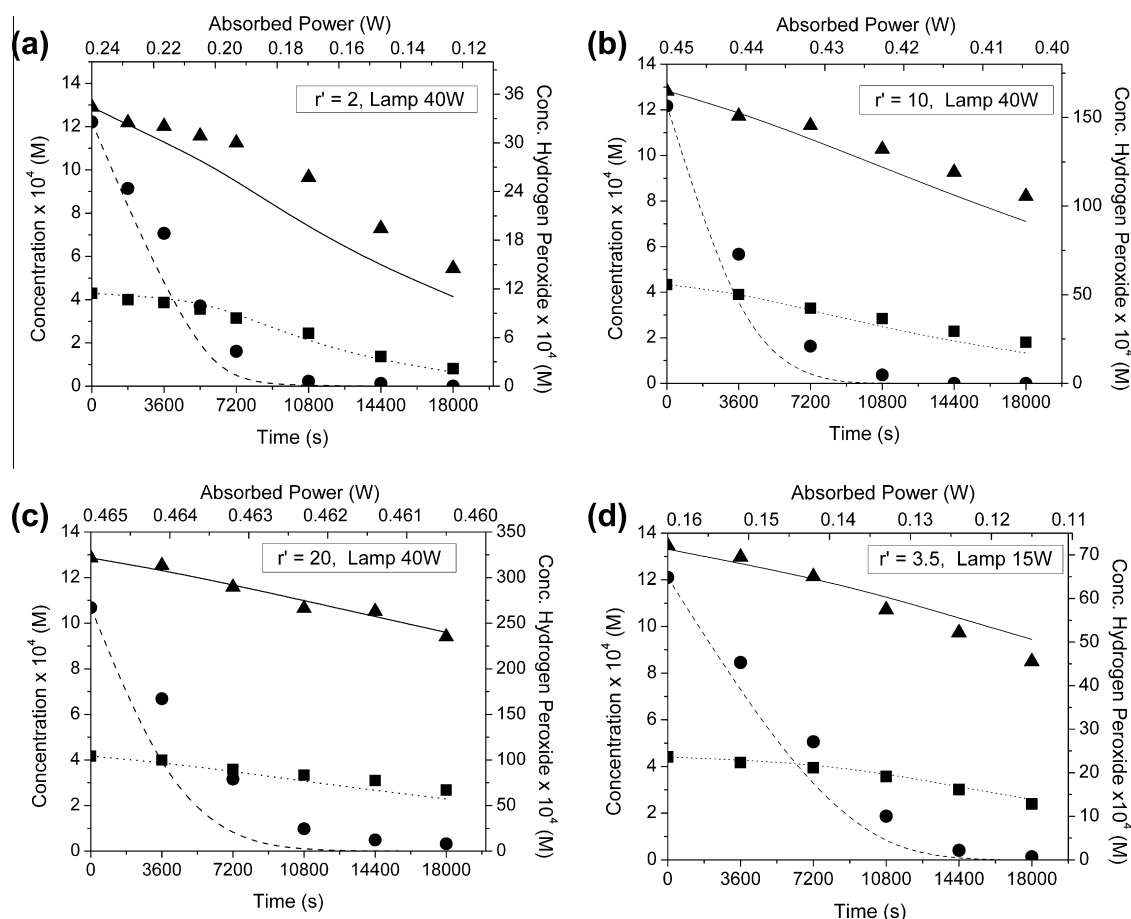 (a)
Absorbed Power (W)
0.24 0.22 0.20 0.18 0.16 0.14 0.12
r' = 2, Lamp 40W
Concentration x 10⁴ (M)
14
12
10
8
6
4
2
0
Conc. Hydrogen Peroxide x 10⁴ (M)
36
30
24
18
12
6
0
0 3600 7200 10800 14400 18000
Time (s)
(b)
Absorbed Power (W)
0.45 0.44 0.43 0.42 0.41 0.40
r' = 10, Lamp 40W
Concentration x 10⁴ (M)
14
12
10
8
6
4
2
0
Conc. Hydrogen Peroxide x 10⁴ (M)
150
100
50
0
0 3600 7200 10800 14400 18000
Time (s)
(c)
Absorbed Power (W)
0.465 0.464 0.463 0.462 0.461 0.460
r' = 20, Lamp 40W
Concentration x 10⁴ (M)
14
12
10
8
6
4
2
0
Conc. Hydrogen Peroxide x 10⁴ (M)
350
300
250
200
150
100
50
0
0 3600 7200 10800 14400 18000
Time (s)
(d)
Absorbed Power (W)
0.16 0.15 0.14 0.13 0.12 0.11
r' = 3.5, Lamp 15W
Concentration x 10⁴ (M)
14
12
10
8
6
4
2
0
Conc. Hydrogen Peroxide x10⁴ (M)
70
60
50
40
30
20
10
0
0 3600 7200 10800 14400 18000
Time (s)